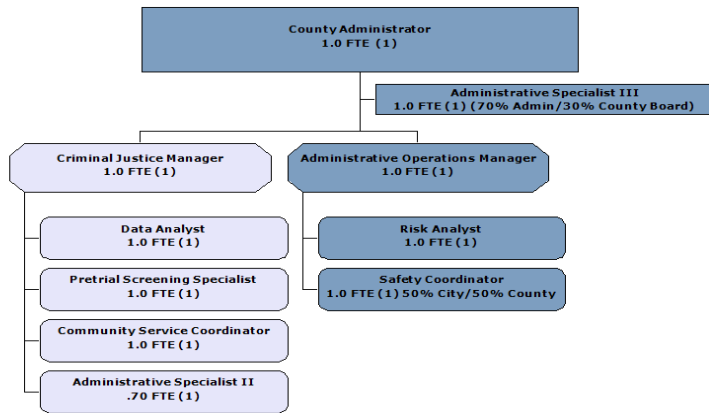 County Administrator
1.0 FTE (1)
Administrative Specialist III
1.0 FTE (1) (70% Admin/30% County Board)
Criminal Justice Manager
1.0 FTE (1)
Administrative Operations Manager
1.0 FTE (1)
Data Analyst
1.0 FTE (1)
Risk Analyst
1.0 FTE (1)
Pretrial Screening Specialist
1.0 FTE (1)
Safety Coordinator
1.0 FTE (1) 50% City/50% County
Community Service Coordinator
1.0 FTE (1)
Administrative Specialist II
.70 FTE (1)